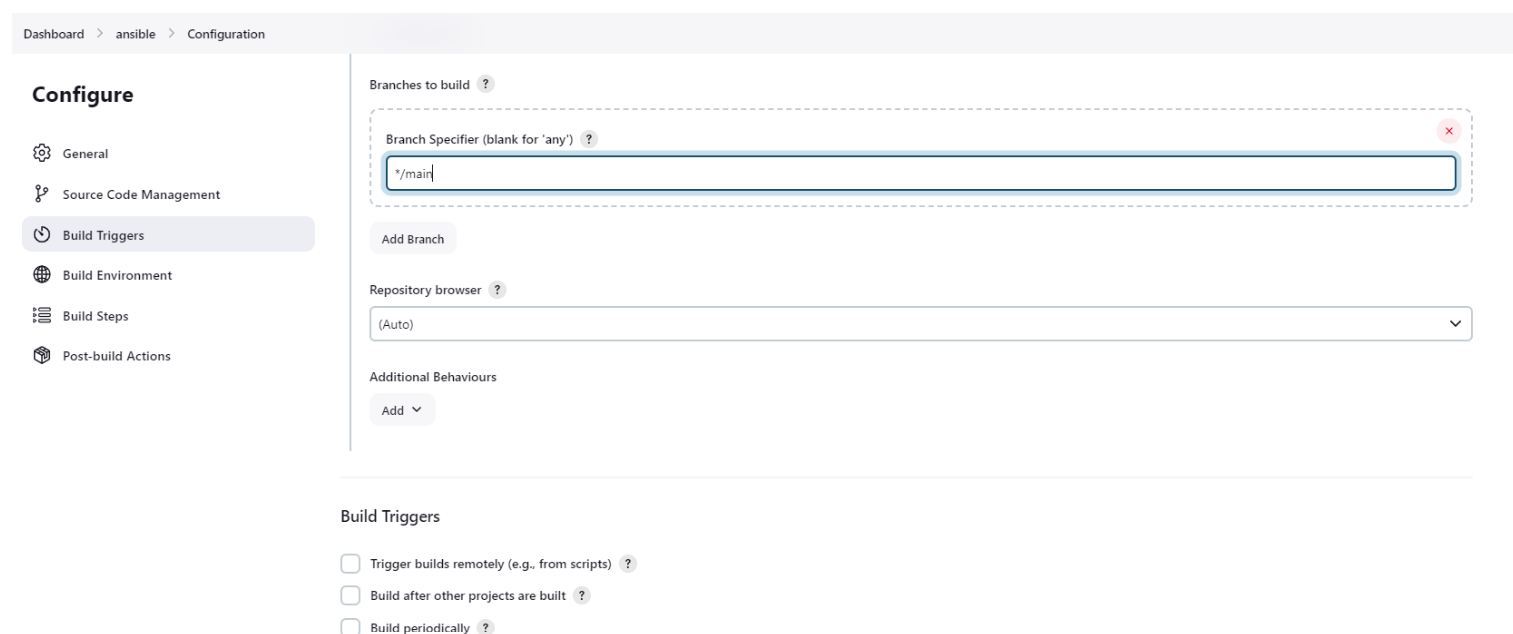 Dashboard > ansible > Configuration
Configure
General
Source Code Management
Build Triggers
Build Environment
Build Steps
Post-build Actions
Branches to build ?
Branch Specifier (blank for 'any') ?
*/main
Add Branch
Repository browser ?
(Auto)
Additional Behaviours
Add
Build Triggers
Trigger builds remotely (e.g., from scripts) ?
Build after other projects are built ?
Build periodically ?